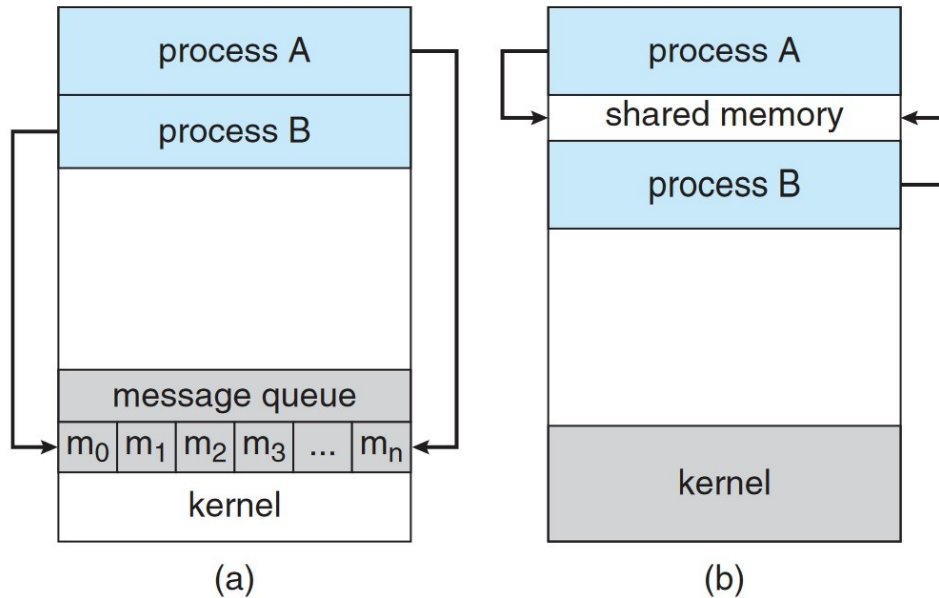 process A
process B
message queue
m0 m1 m2 m3 ... mn
kernel
(a)
process A
shared memory
process B
kernel
(b)